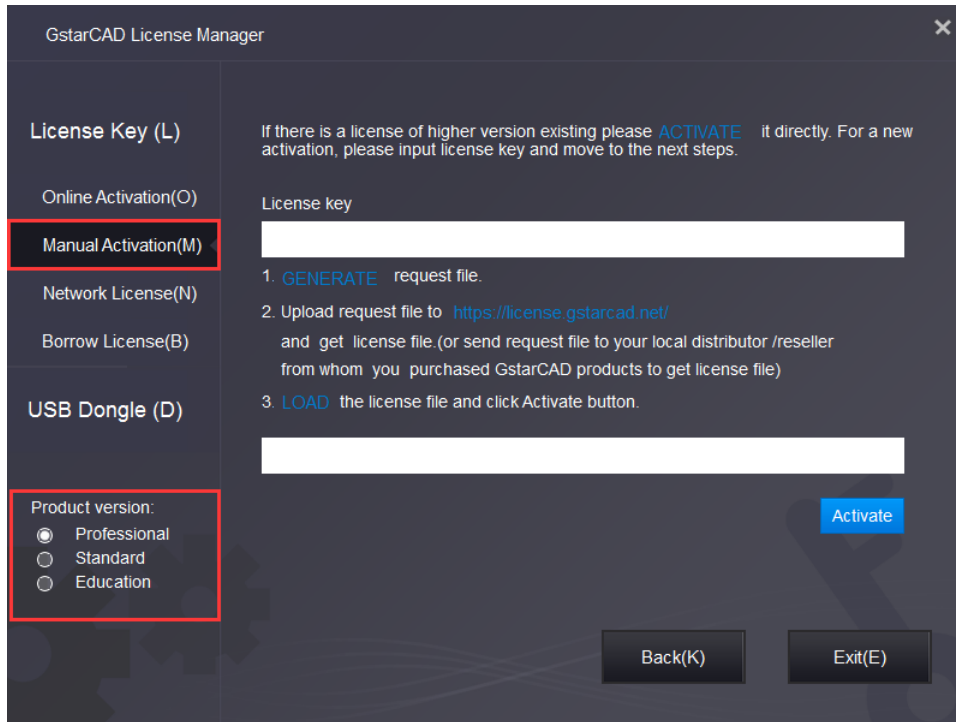 GstarCAD License Manager
License Key (L)
Online Activation(O)
Manual Activation(M)
Network License(N)
Borrow License(B)
USB Dongle (D)
Product version:
Professional
Standard
Education
If there is a license of higher version existing please ACTIVATE it directly. For a new
activation, please input license key and move to the next steps.
License key
1. GENERATE request file.
2. Upload request file to https://license.gstarcad.net/
and get license file.(or send request file to your local distributor /reseller
from whom you purchased GstarCAD products to get license file)
3. LOAD the license file and click Activate button.
Activate
Back(K)
Exit(E)